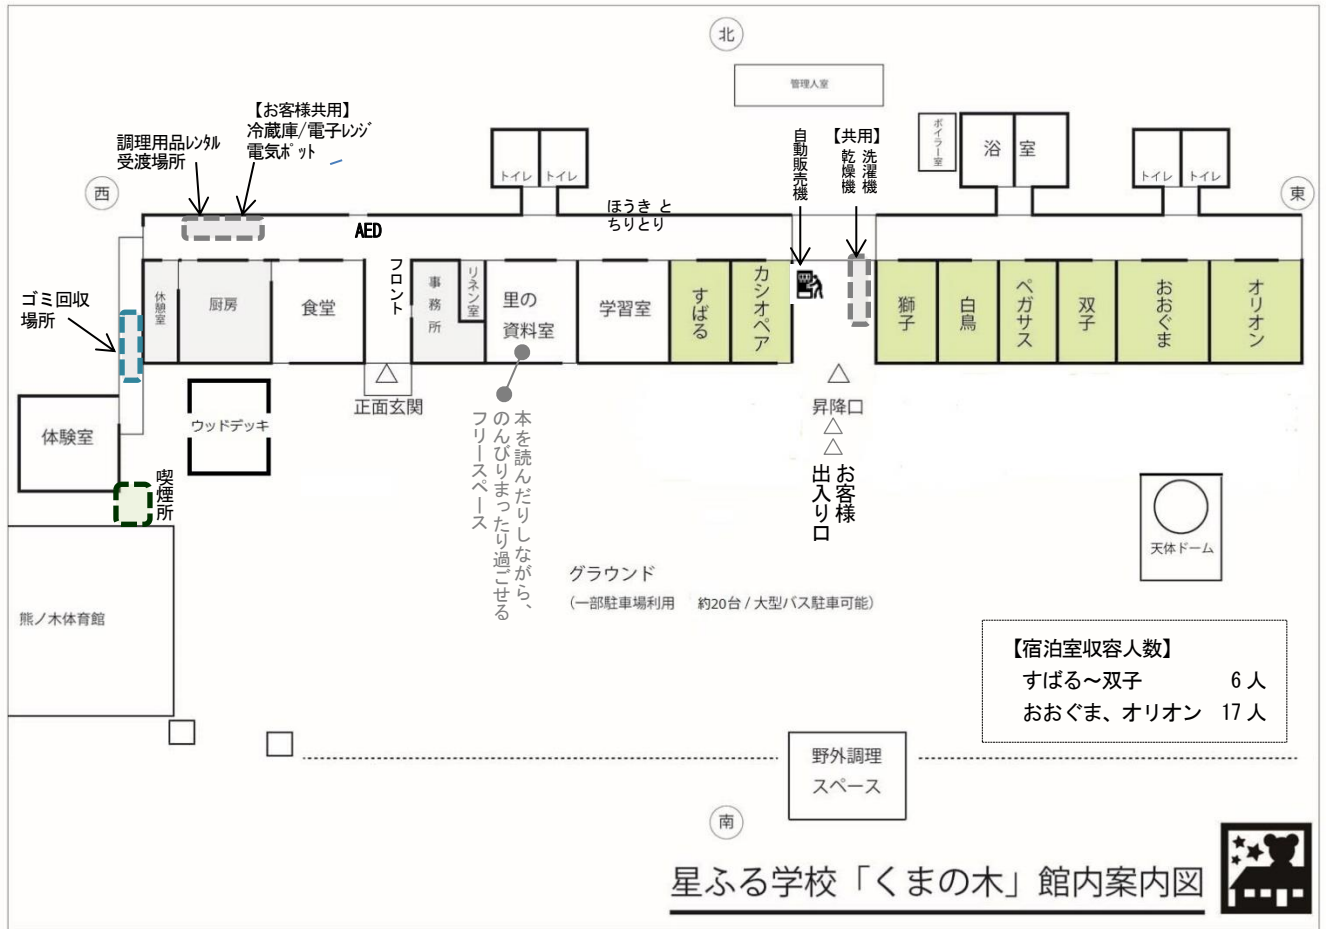 北
管理人室
【お客様共用】
冷蔵庫/電子レンジ
電気ポット
調理用品レンタル
受渡場所
西
トイレ
トイレ
ほうき と
ちりとり
自動販売機
【共用】
洗濯機
乾燥機
ボイラー室
浴 室
トイレ
トイレ
東
AED
ゴミ回収
場所
休憩室
厨房
食堂
フロント
事務所
リネン室
里の
資料室
学習室
すばる
カシオペア
獅子
白鳥
ペガサス
双子
おおぐま
オリオン
正面玄関
昇降口
お客様
出入り口
体験室
ウッドデッキ
喫煙所
本を読んだりしながら、
のんびりまったり過ごせる
フリースペース
天体ドーム
グラウンド
(一部駐車場利用 約20台 / 大型バス駐車可能)
熊ノ木体育館
【宿泊室収容人数】
すばる～双子 6人
おおぐま、オリオン 17人
野外調理
スペース
南
星ふる学校「くまの木」館内案内図